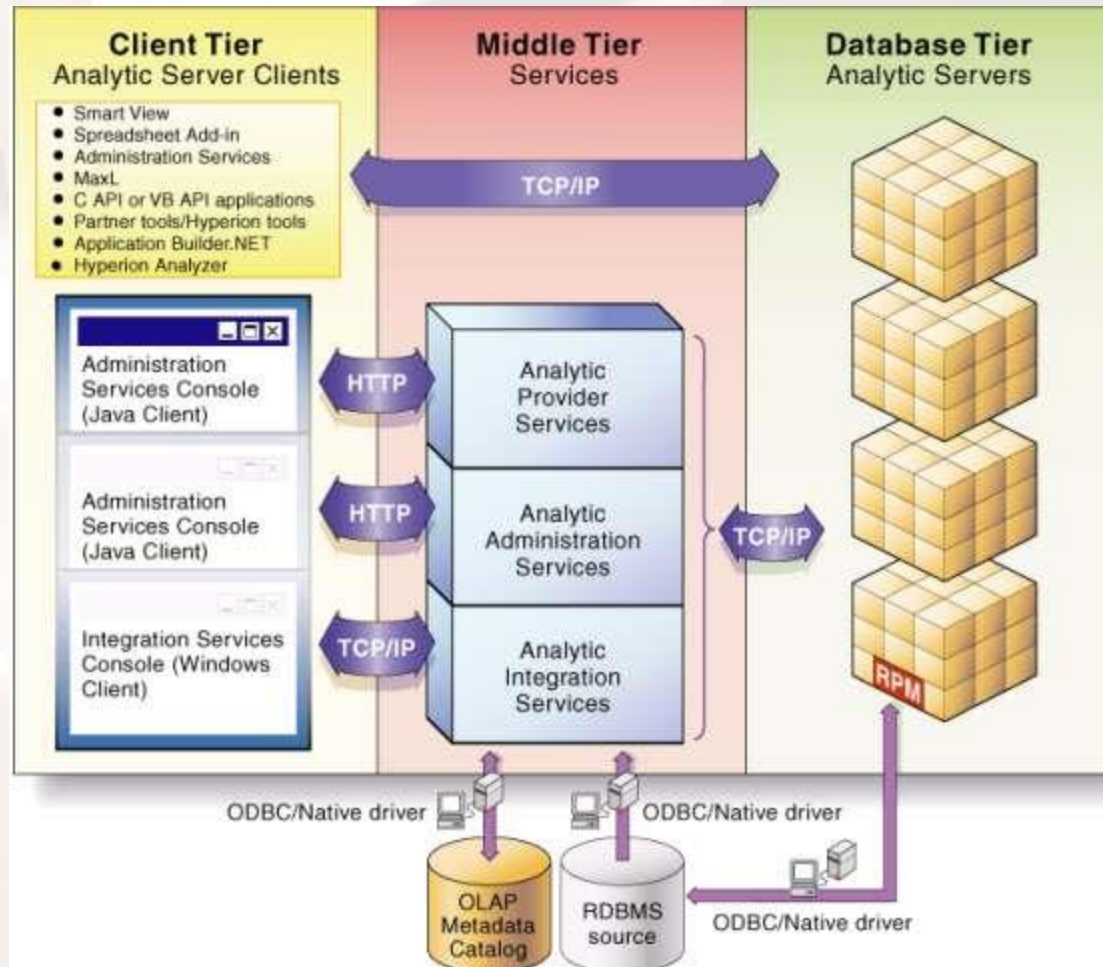 Client Tier
Analytic Server Clients
Smart View
Spreadsheet Add-in
Administration Services
MaxL
C API or VB API applications
Partner tools/Hyperion tools
Application Builder.NET
Hyperion Analyzer
Middle Tier
Services
Database Tier
Analytic Servers
TCP/IP
Administration
Services Console
(Java Client)
HTTP
Analytic
Provider
Services
Administration
Services Console
(Java Client)
HTTP
Analytic
Administration
Services
TCP/IP
Integration Services
Console (Windows
Client)
TCP/IP
Analytic
Integration
Services
RPM
ODBC/Native driver
ODBC/Native driver
OLAP
Metadata
Catalog
RDBMS
source
ODBC/Native driver